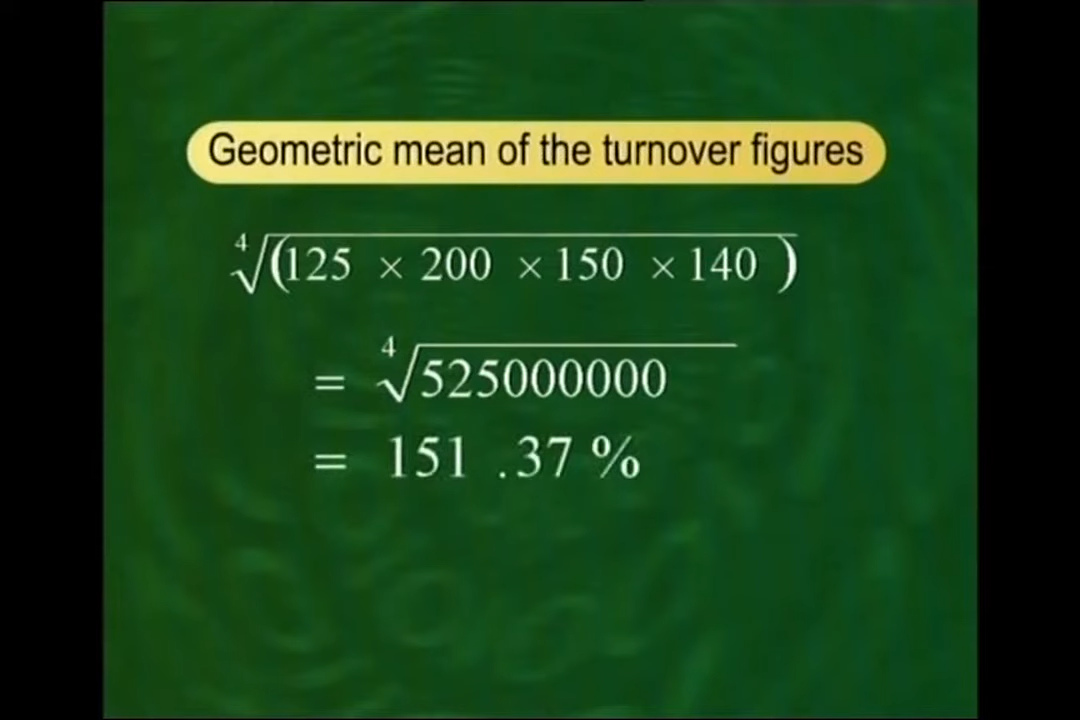 Geometric mean of the turnover figures
⁴√(125 × 200 × 150 × 140 )
= ⁴√525000000
= 151 .37 %